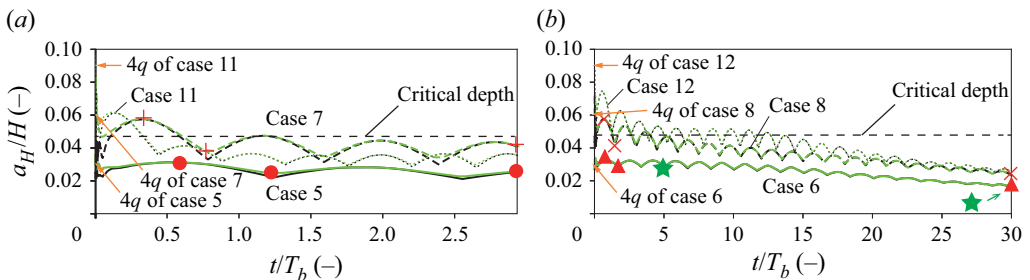 (a)
(b)
0.10
0.08
0.06
0.04
0.02
0
a_H/H (–)
4q of case 11
Case 11
Case 7
Critical depth
4q of case 7
4q of case 5
Case 5
0.5
1.0
1.5
2.0
2.5
t/T_b (–)
0.10
0.08
0.06
0.04
0.02
0
4q of case 12
Case 12
4q of case 8
Case 8
Critical depth
4q of case 6
Case 6
5
10
15
20
25
30
t/T_b (–)